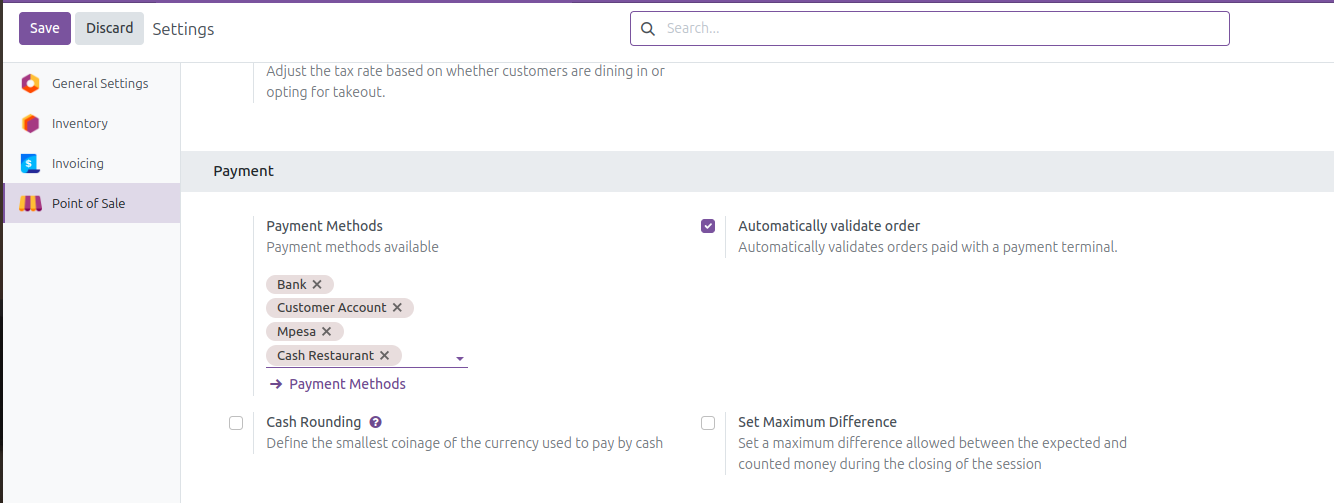 Save Discard Settings Search...
General Settings
Inventory
Invoicing
Point of Sale
Adjust the tax rate based on whether customers are dining in or
opting for takeout.
Payment
Payment Methods
Payment methods available
Bank
Customer Account
Mpesa
Cash Restaurant
Payment Methods
Automatically validate order
Automatically validates orders paid with a payment terminal.
Cash Rounding ?
Define the smallest coinage of the currency used to pay by cash
Set Maximum Difference
Set a maximum difference allowed between the expected and
counted money during the closing of the session